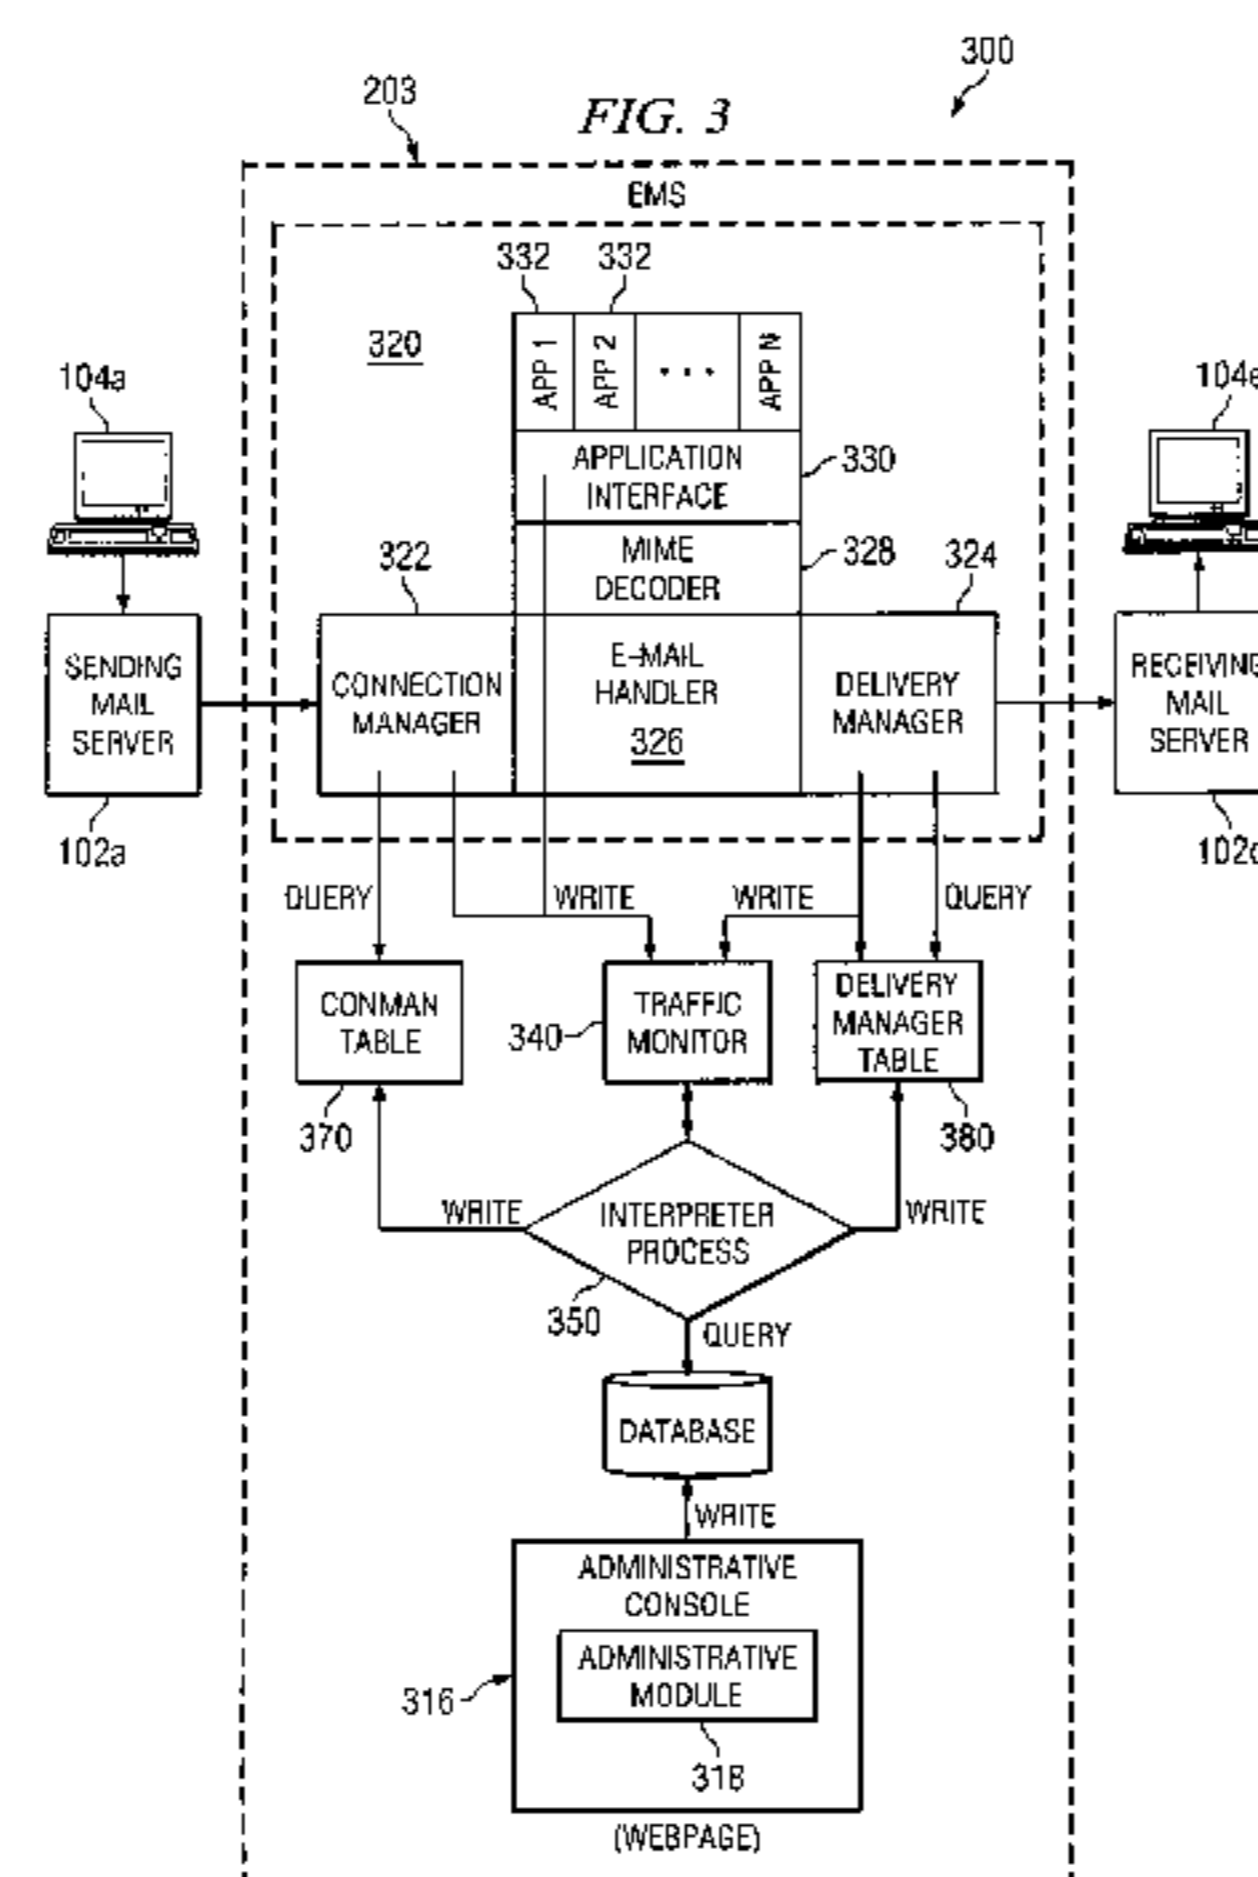 300
203
FIG. 3
EMS
332 332
320
APP 1
APP 2
...
APP N
104a
APPLICATION
INTERFACE
330
MIME
DECODER
328
322
324
SENDING
MAIL
SERVER
102a
CONNECTION
MANAGER
E-MAIL
HANDLER
326
DELIVERY
MANAGER
RECEIVING
MAIL
SERVER
QUERY
WRITE
WRITE
QUERY
CONMAN
TABLE
370
TRAFFIC
MONITOR
340
DELIVERY
MANAGER
TABLE
380
WRITE
INTERPRETER
PROCESS
350
WRITE
QUERY
DATABASE
WRITE
ADMINISTRATIVE
CONSOLE
ADMINISTRATIVE
MODULE
316
318
(WEBPAGE)